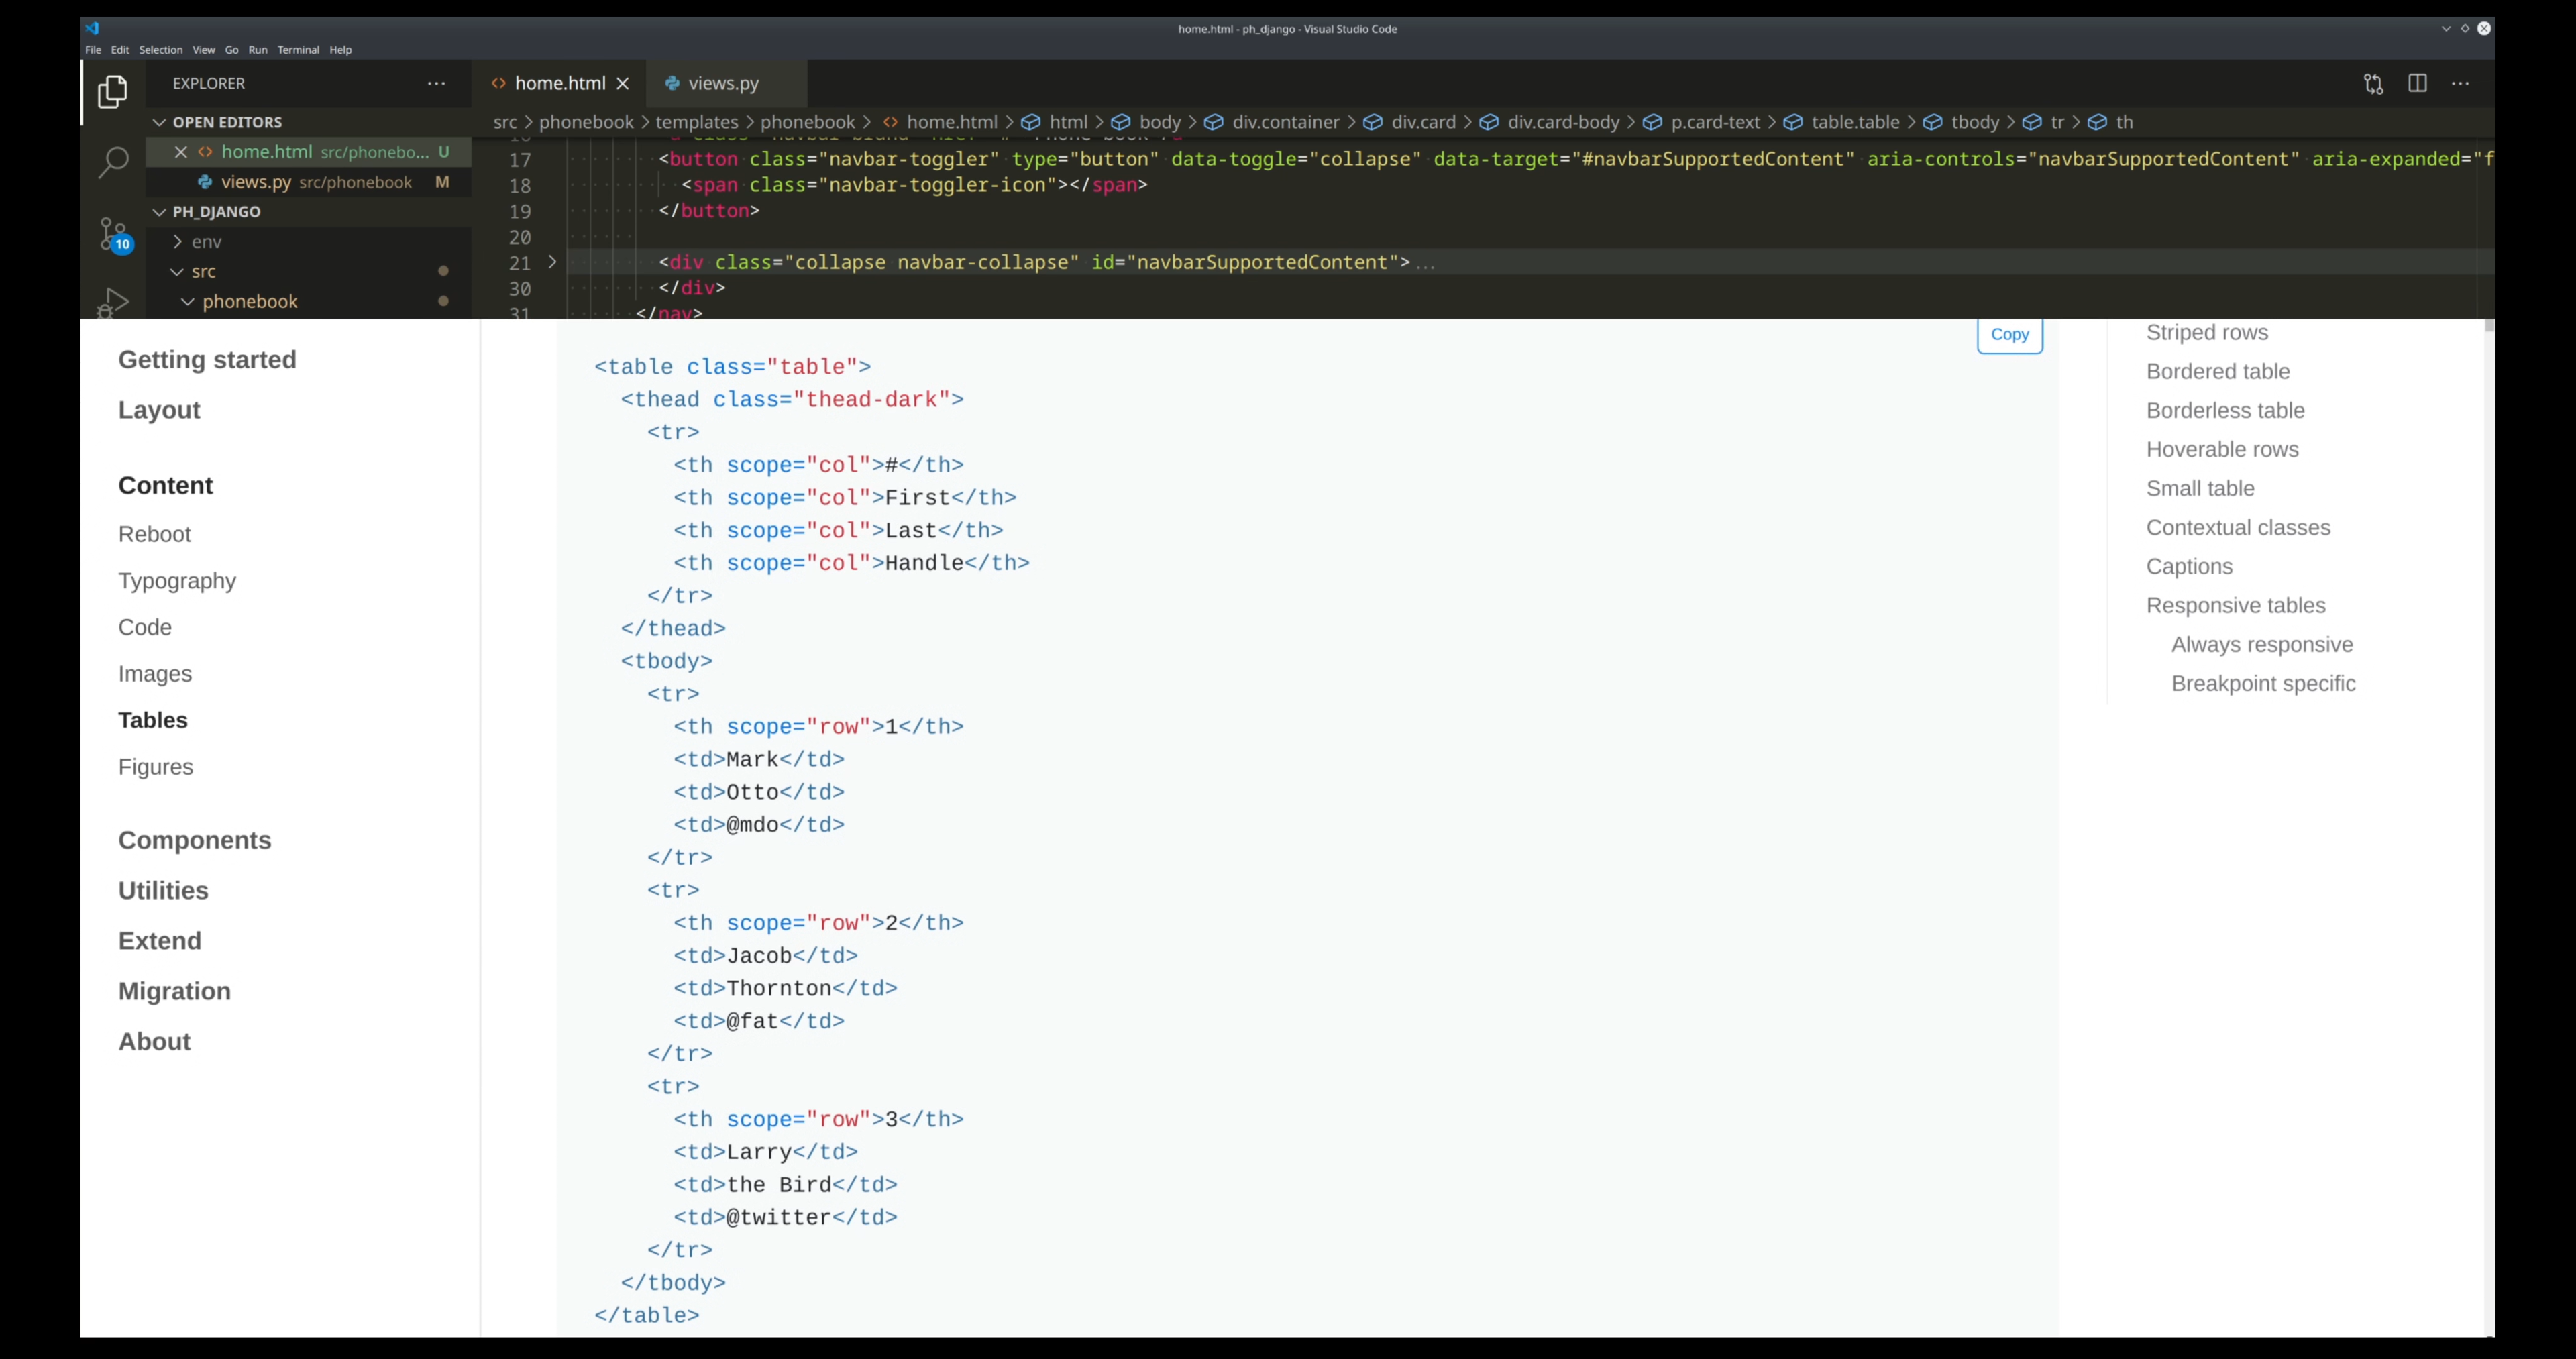 home.html - ph_django - Visual Studio Code
File Edit Selection View Go Run Terminal Help
EXPLORER
OPEN EDITORS
home.html src/phonebo... U
views.py src/phonebook M
PH_DJANGO
env
src
phonebook
10
home.html
views.py
src > phonebook > templates > phonebook > home.html > html > body > div.container > div.card > div.card-body > p.card-text > table.table > tbody > tr > th
17 <button class="navbar-toggler" type="button" data-toggle="collapse" data-target="#navbarSupportedContent" aria-controls="navbarSupportedContent" aria-expanded="f
18 <span class="navbar-toggler-icon"></span>
19 </button>
20
21 <div class="collapse navbar-collapse" id="navbarSupportedContent">...
30 </div>
31 </nav>
Getting started
Layout
Content
Reboot
Typography
Code
Images
Tables
Figures
Components
Utilities
Extend
Migration
About
Copy
<table class="table">
<thead class="thead-dark">
<tr>
<th scope="col">#</th>
<th scope="col">First</th>
<th scope="col">Last</th>
<th scope="col">Handle</th>
</tr>
</thead>
<tbody>
<tr>
<th scope="row">1</th>
<td>Mark</td>
<td>Otto</td>
<td>@mdo</td>
</tr>
<tr>
<th scope="row">2</th>
<td>Jacob</td>
<td>Thornton</td>
<td>@fat</td>
</tr>
<tr>
<th scope="row">3</th>
<td>Larry</td>
<td>the Bird</td>
<td>@twitter</td>
</tr>
</tbody>
</table>
Striped rows
Bordered table
Borderless table
Hoverable rows
Small table
Contextual classes
Captions
Responsive tables
Always responsive
Breakpoint specific